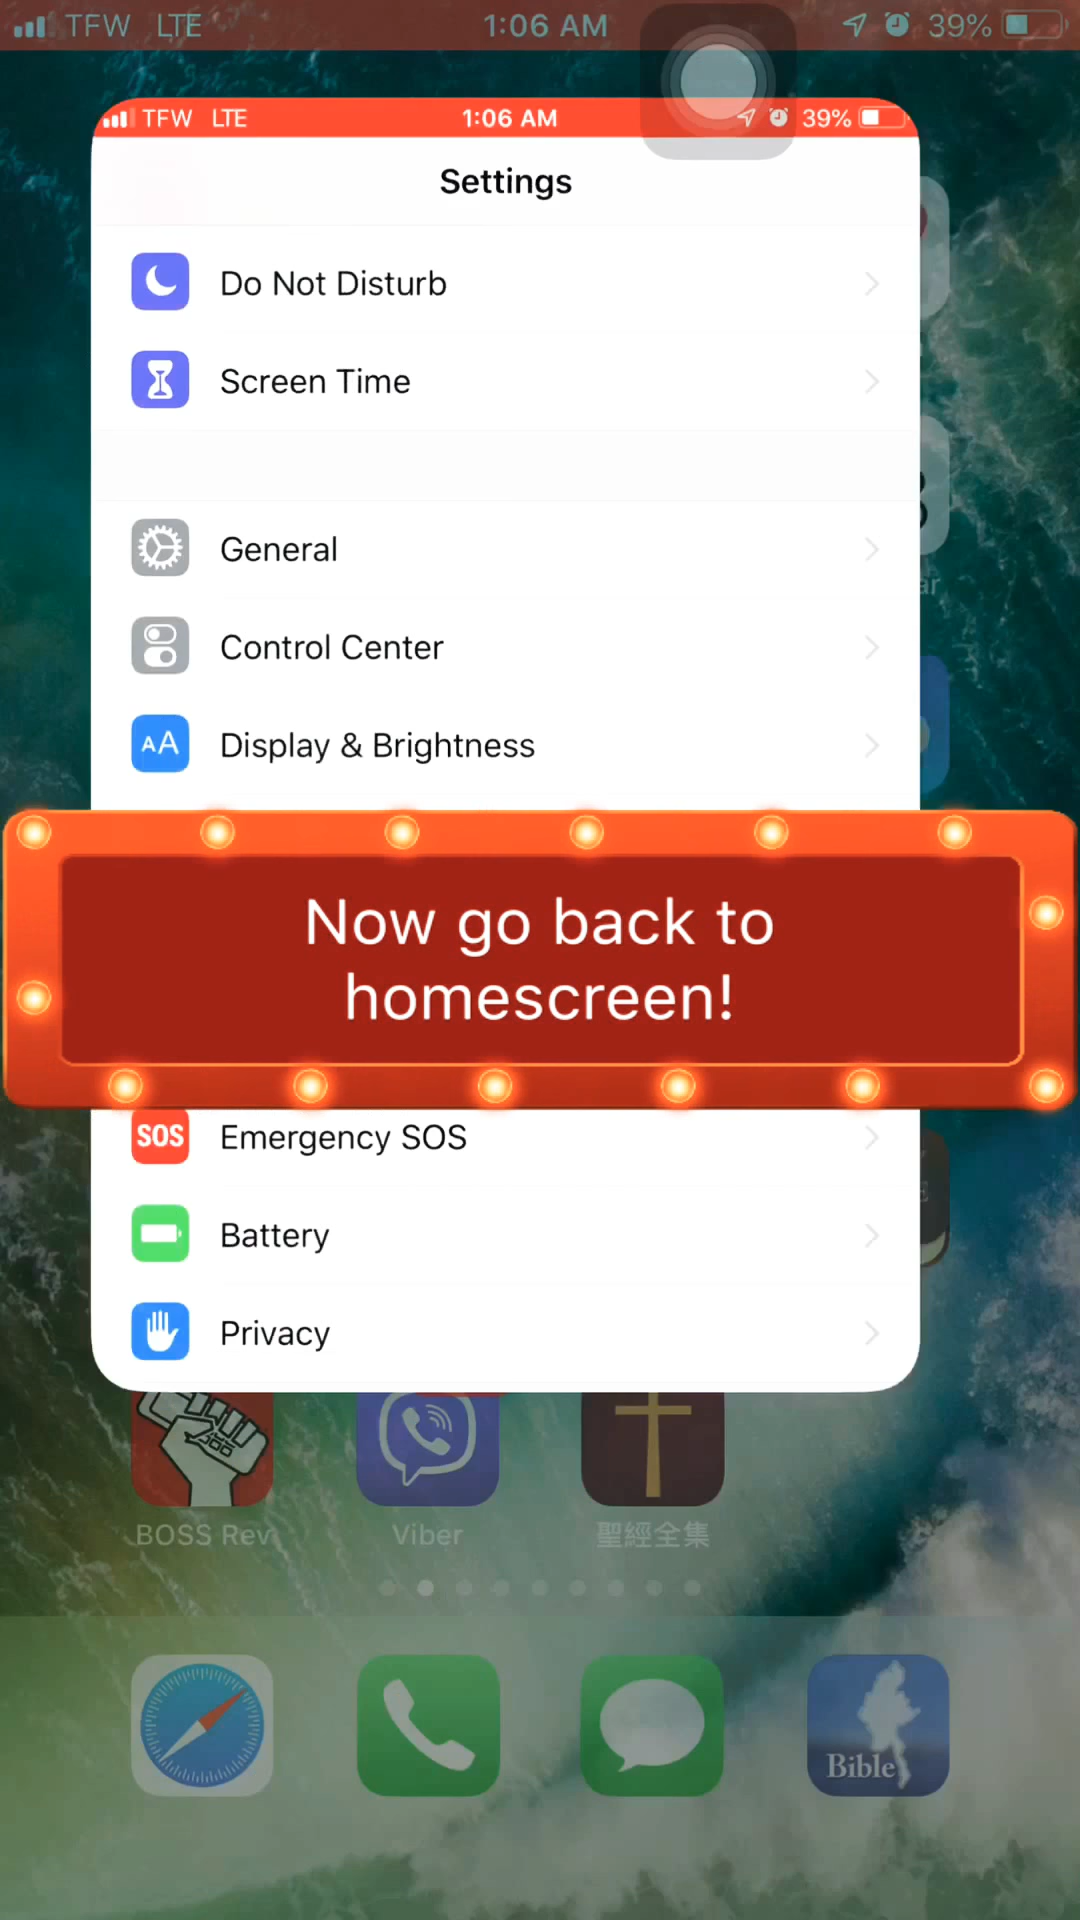 TFW LTE 1:06 AM 39%
TFW LTE 1:06 AM 39%
Settings
Do Not Disturb
Screen Time
General
Control Center
AA Display & Brightness
Now go back to
homescreen!
SOS Emergency SOS
Battery
Privacy
BOSS Rev Viber 聖經全集
Bible